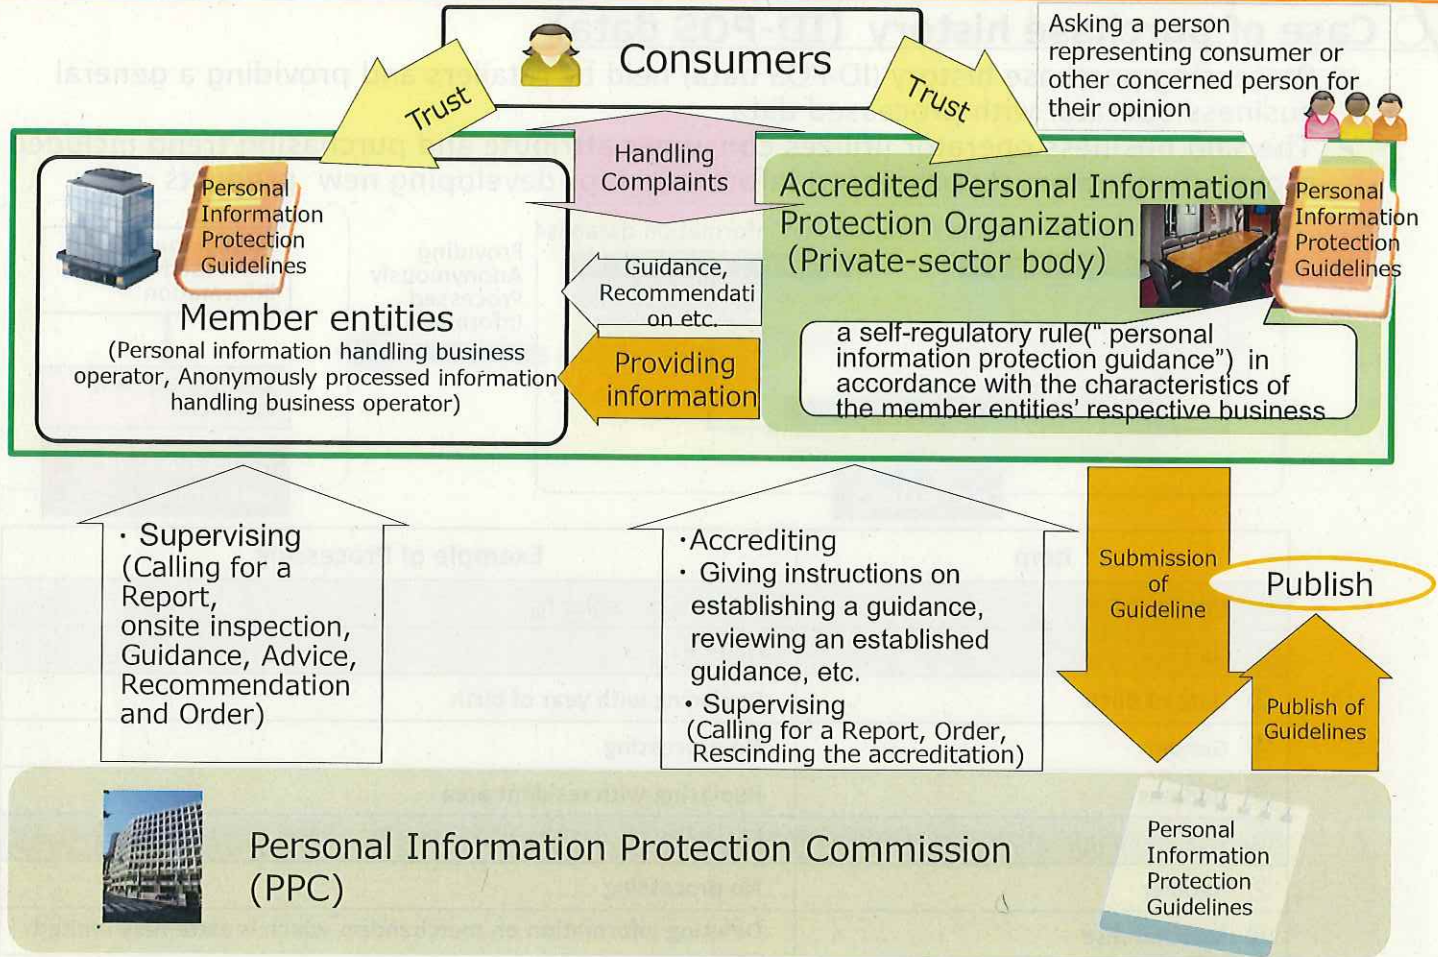 Consumers
Asking a person
representing consumer or
other concerned person for
their opinion
Trust
Trust
Handling
Complaints
Personal
Information
Protection
Guidelines
Member entities
(Personal information handling business
operator, Anonymously processed information
handling business operator)
Guidance,
Recommendati
on etc.
Providing
information
Accredited Personal Information
Protection Organization
(Private-sector body)
Personal
Information
Protection
Guidelines
a self-regulatory rule(“ personal
information protection guidance”) in
accordance with the characteristics of
the member entities’ respective business
・Supervising
(Calling for a
Report,
onsite inspection,
Guidance, Advice,
Recommendation
and Order)
・Accrediting
・Giving instructions on
establishing a guidance,
reviewing an established
guidance, etc.
・Supervising
(Calling for a Report, Order,
Rescinding the accreditation)
Submission
of
Guideline
Publish
Publish of
Guidelines
Personal Information Protection Commission
(PPC)
Personal
Information
Protection
Guidelines